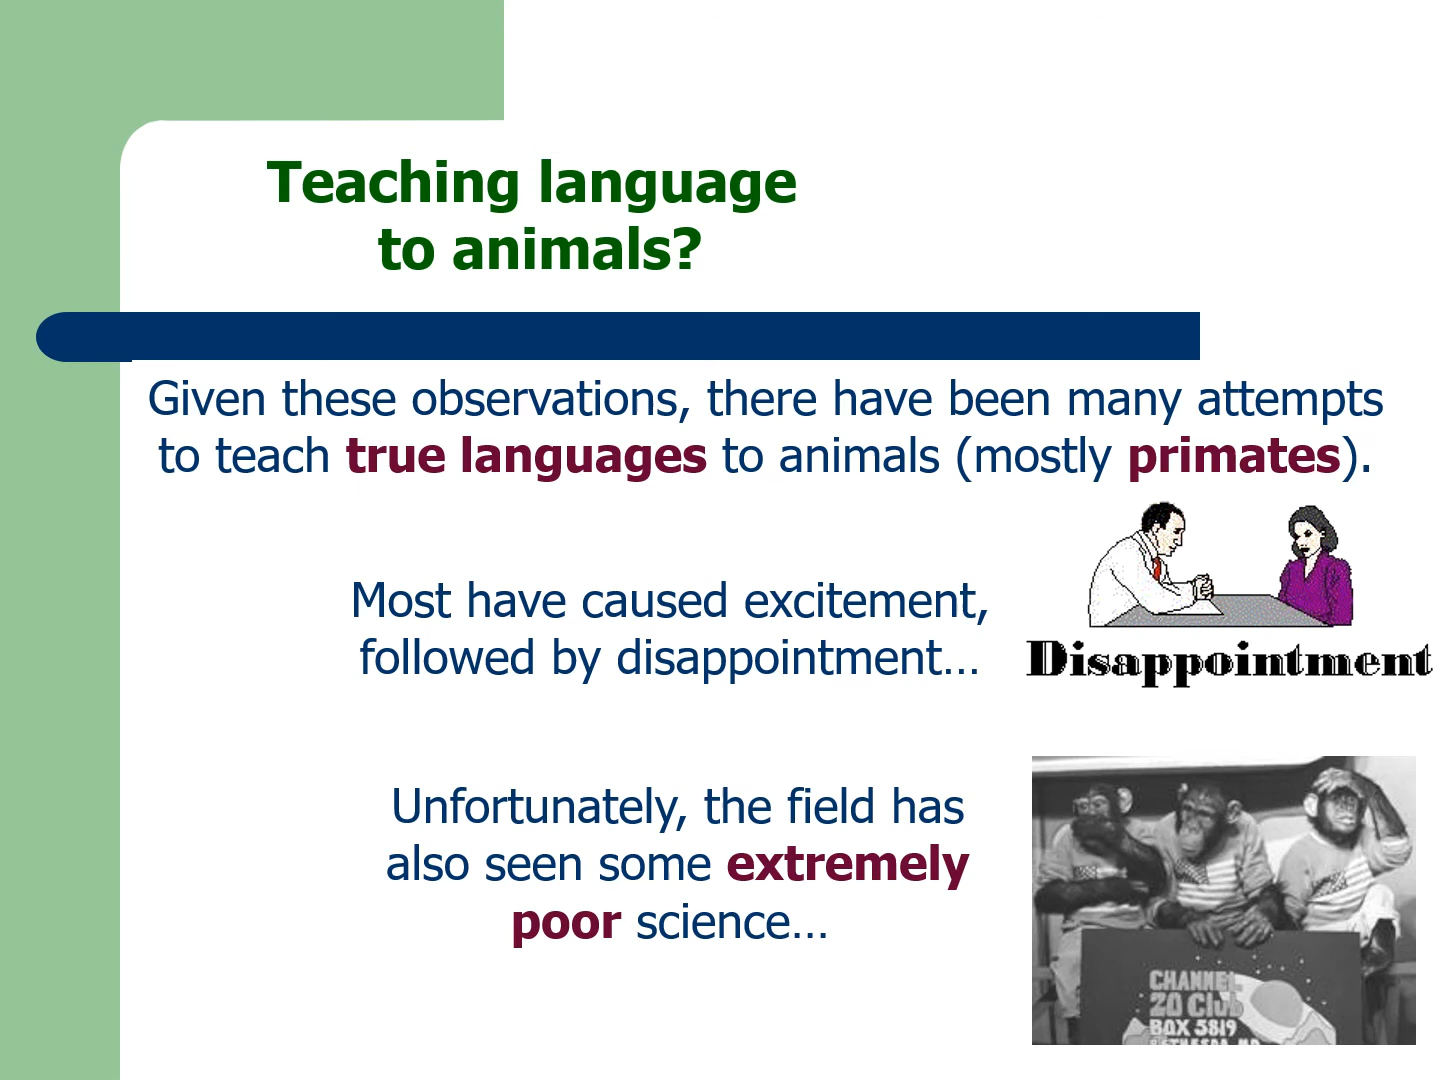 Teaching language
to animals?
Given these observations, there have been many attempts
to teach true languages to animals (mostly primates).
Most have caused excitement,
followed by disappointment…
Disappointment
Unfortunately, the field has
also seen some extremely
poor science…
CHANNEL
20 Club
BOX 5819
BETHESDA, MD